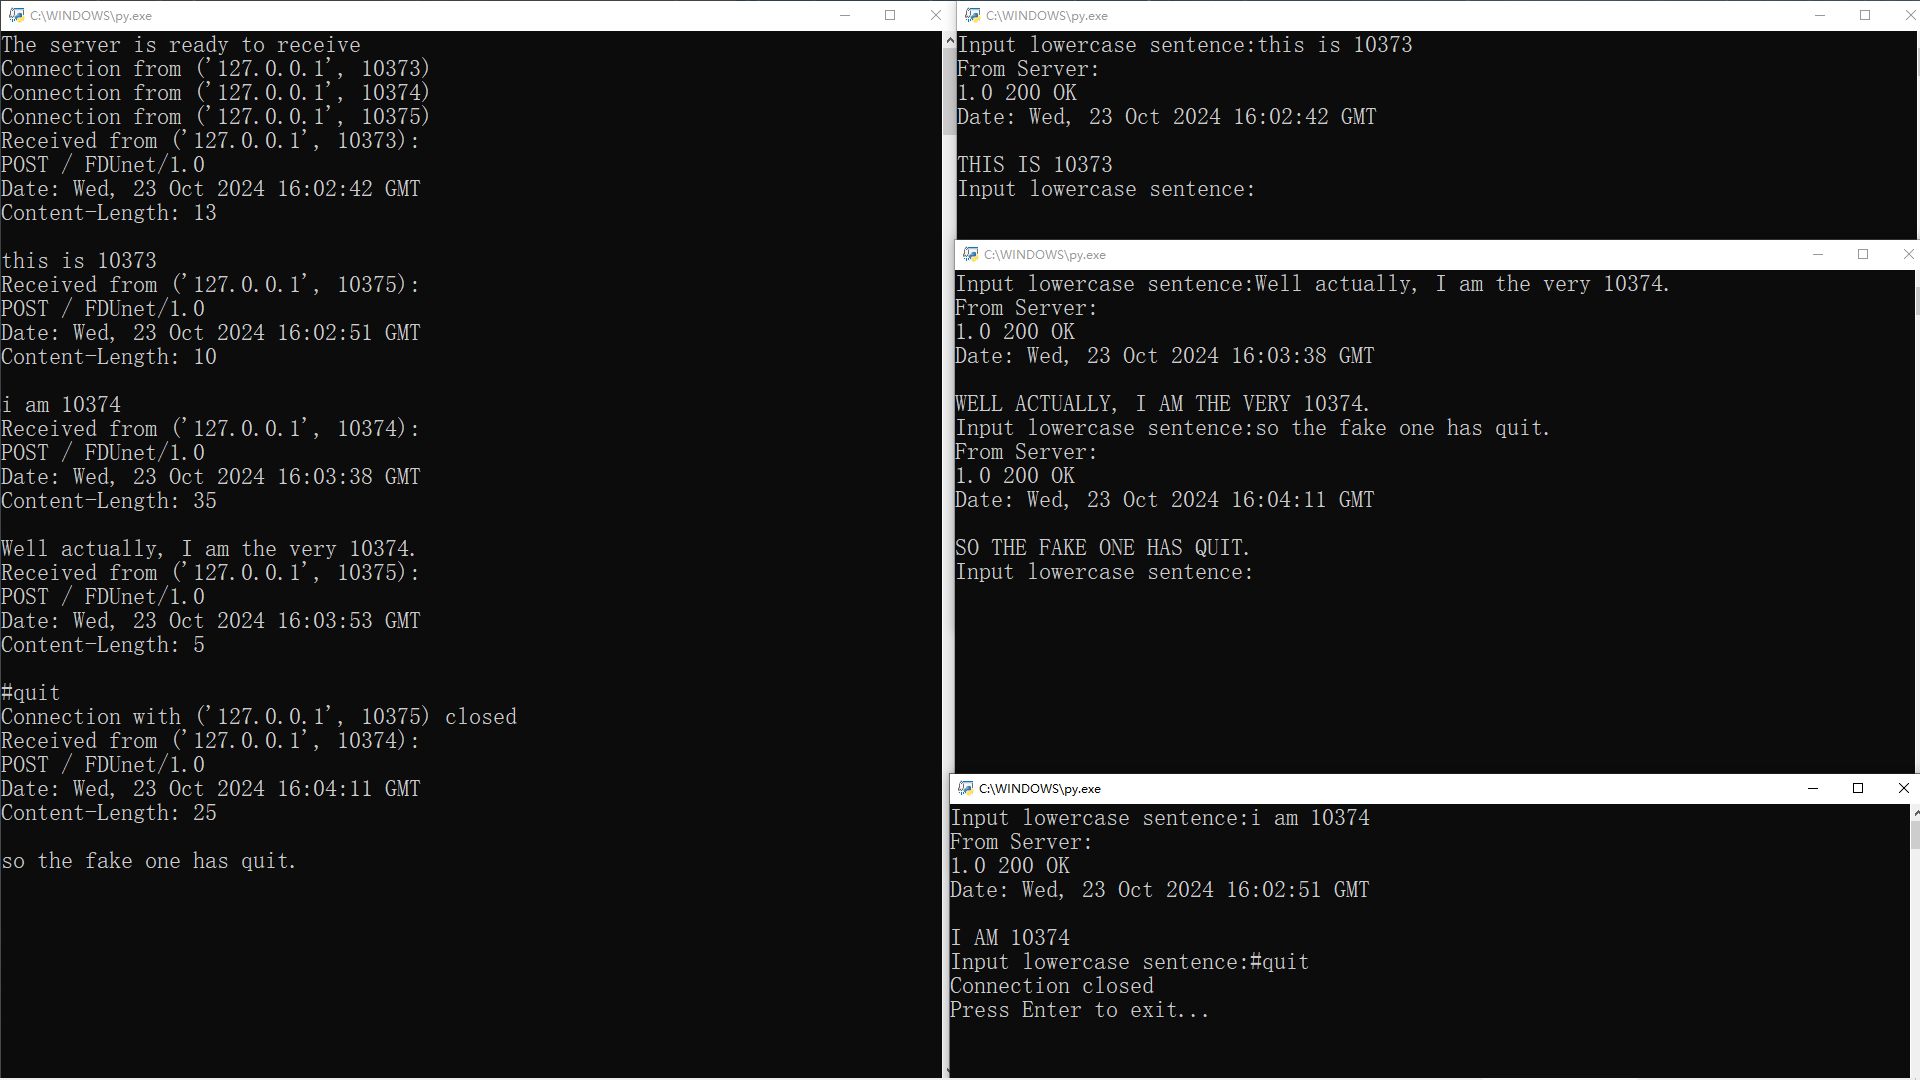 C:\WINDOWS\py.exe
The server is ready to receive
Connection from ('127.0.0.1', 10373)
Connection from ('127.0.0.1', 10374)
Connection from ('127.0.0.1', 10375)
Received from ('127.0.0.1', 10373):
POST / FDUnet/1.0
Date: Wed, 23 Oct 2024 16:02:42 GMT
Content-Length: 13

this is 10373
Received from ('127.0.0.1', 10375):
POST / FDUnet/1.0
Date: Wed, 23 Oct 2024 16:02:51 GMT
Content-Length: 10

i am 10374
Received from ('127.0.0.1', 10374):
POST / FDUnet/1.0
Date: Wed, 23 Oct 2024 16:03:38 GMT
Content-Length: 35

Well actually, I am the very 10374.
Received from ('127.0.0.1', 10375):
POST / FDUnet/1.0
Date: Wed, 23 Oct 2024 16:03:53 GMT
Content-Length: 5

#quit
Connection with ('127.0.0.1', 10375) closed
Received from ('127.0.0.1', 10374):
POST / FDUnet/1.0
Date: Wed, 23 Oct 2024 16:04:11 GMT
Content-Length: 25

so the fake one has quit.
C:\WINDOWS\py.exe
Input lowercase sentence:this is 10373
From Server:
1.0 200 OK
Date: Wed, 23 Oct 2024 16:02:42 GMT

THIS IS 10373
Input lowercase sentence:
C:\WINDOWS\py.exe
Input lowercase sentence:Well actually, I am the very 10374.
From Server:
1.0 200 OK
Date: Wed, 23 Oct 2024 16:03:38 GMT

WELL ACTUALLY, I AM THE VERY 10374.
Input lowercase sentence:so the fake one has quit.
From Server:
1.0 200 OK
Date: Wed, 23 Oct 2024 16:04:11 GMT

SO THE FAKE ONE HAS QUIT.
Input lowercase sentence:
C:\WINDOWS\py.exe
Input lowercase sentence:i am 10374
From Server:
1.0 200 OK
Date: Wed, 23 Oct 2024 16:02:51 GMT

I AM 10374
Input lowercase sentence:#quit
Connection closed
Press Enter to exit...